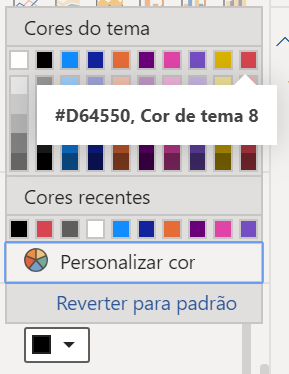 Cores do tema
#D64550, Cor de tema 8
Cores recentes
Personalizar cor
Reverter para padrão